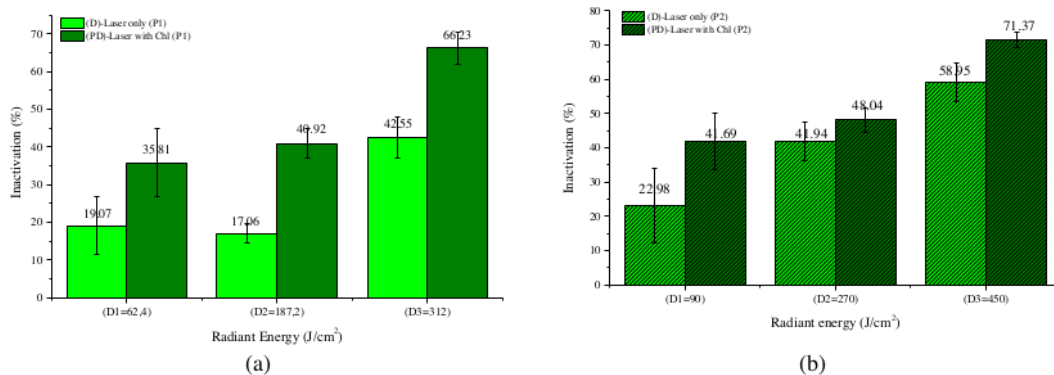 (D)-Laser only (P1)
(PD)-Laser with Chl (P1)
Inactivation (%)
60
50
40
30
20
10
0
19.07
35.81
17.06
40.92
42.55
66.23
(D1=62,4)
(D2=187,2)
(D3=312)
Radiant Energy (J/cm²)
(a)
(D)-Laser only (P2)
(PD)-Laser with Chl (P2)
Inactivation (%)
80
70
60
50
40
30
20
10
0
22.98
41.69
41.94
48.04
58.95
71.37
(D1=90)
(D2=270)
(D3=450)
Radiant energy (J/cm²)
(b)